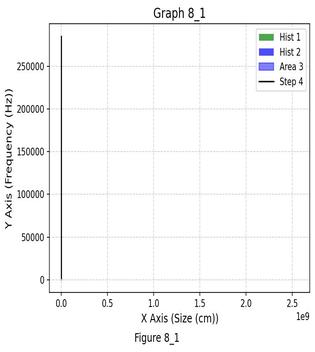 Graph 8_1
Hist 1
Hist 2
Area 3
Step 4
Y Axis (Frequency (Hz))
250000
200000
150000
100000
50000
0
0.0 0.5 1.0 1.5 2.0 2.5
1e9
X Axis (Size (cm))
Figure 8_1